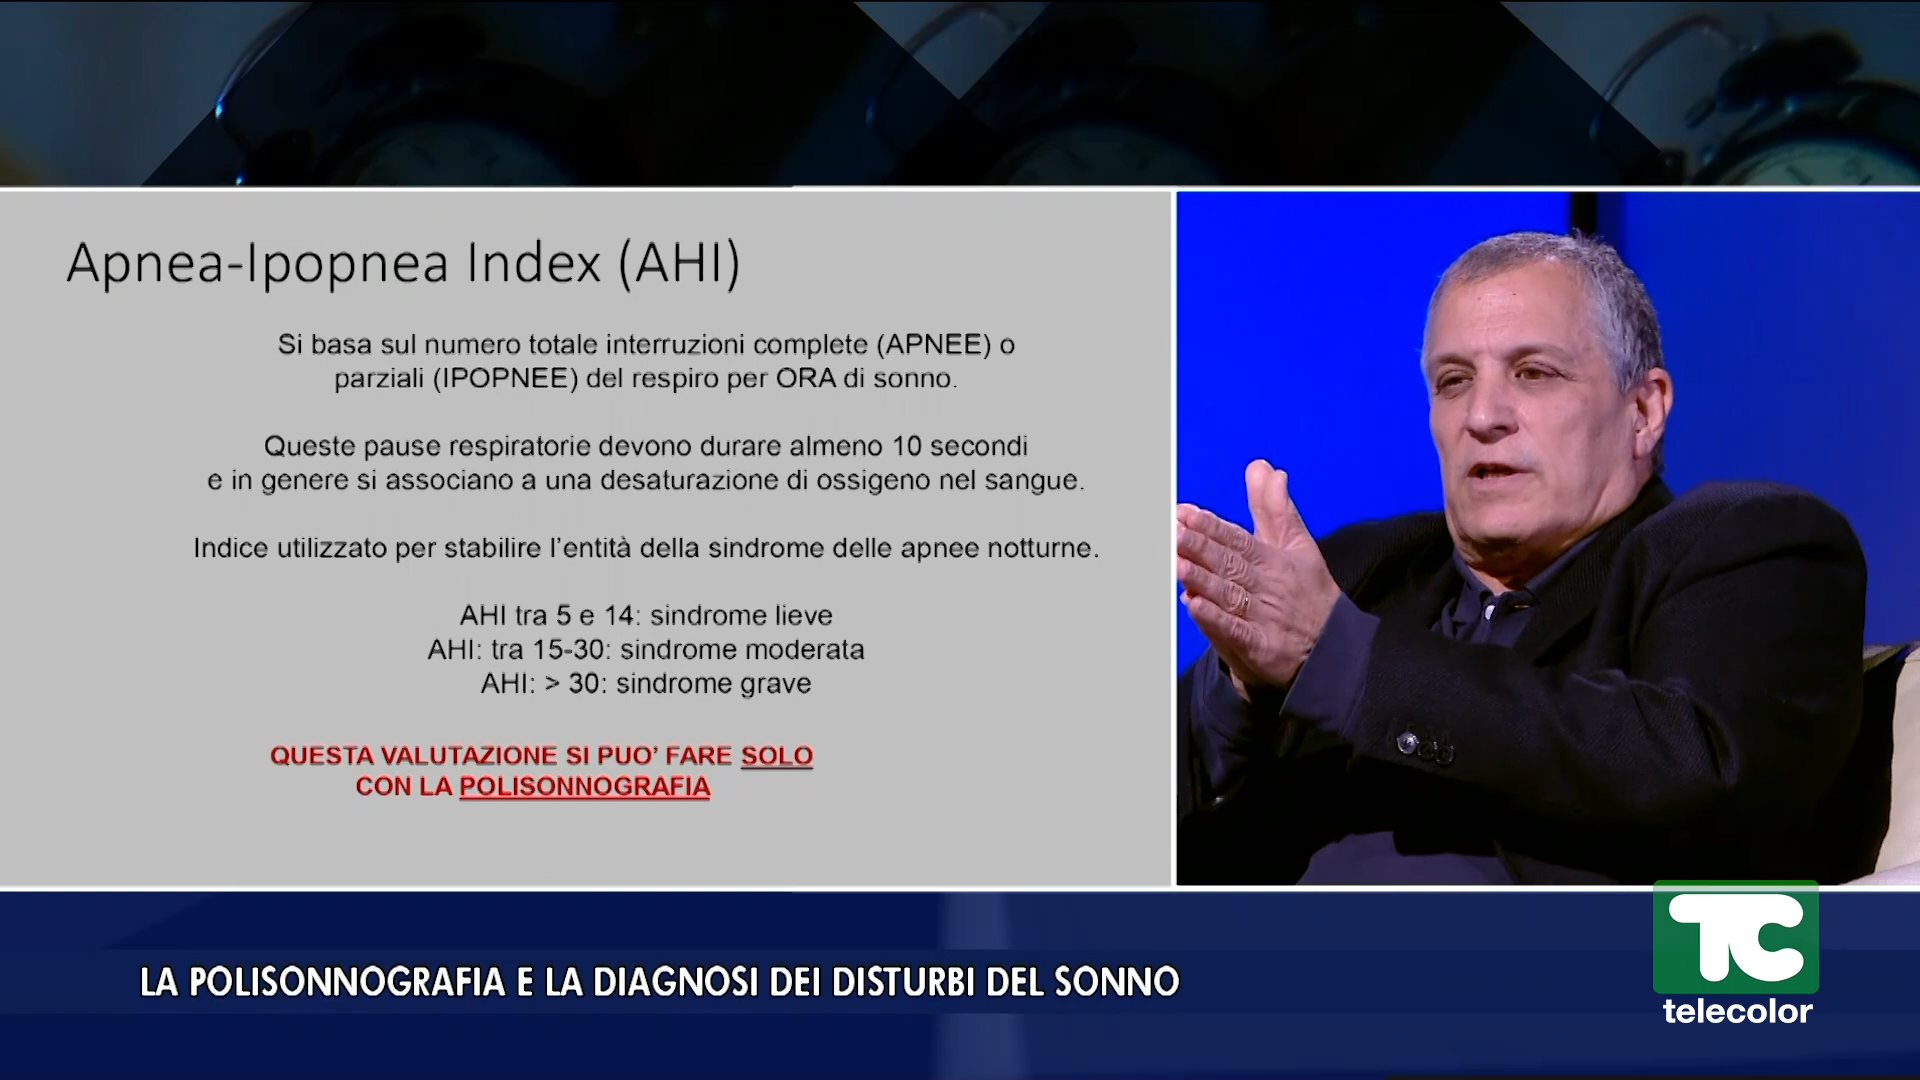 Apnea-Ipopnea Index (AHI)
Si basa sul numero totale interruzioni complete (APNEE) o
parziali (IPOPNEE) del respiro per ORA di sonno.
Queste pause respiratorie devono durare almeno 10 secondi
e in genere si associano a una desaturazione di ossigeno nel sangue.
Indice utilizzato per stabilire l'entità della sindrome delle apnee notturne.
AHI tra 5 e 14: sindrome lieve
AHI: tra 15-30: sindrome moderata
AHI: > 30: sindrome grave
QUESTA VALUTAZIONE SI PUO' FARE SOLO
CON LA POLISONNOGRAFIA
LA POLISONNOGRAFIA E LA DIAGNOSI DEI DISTURBI DEL SONNO
TC
telecolor